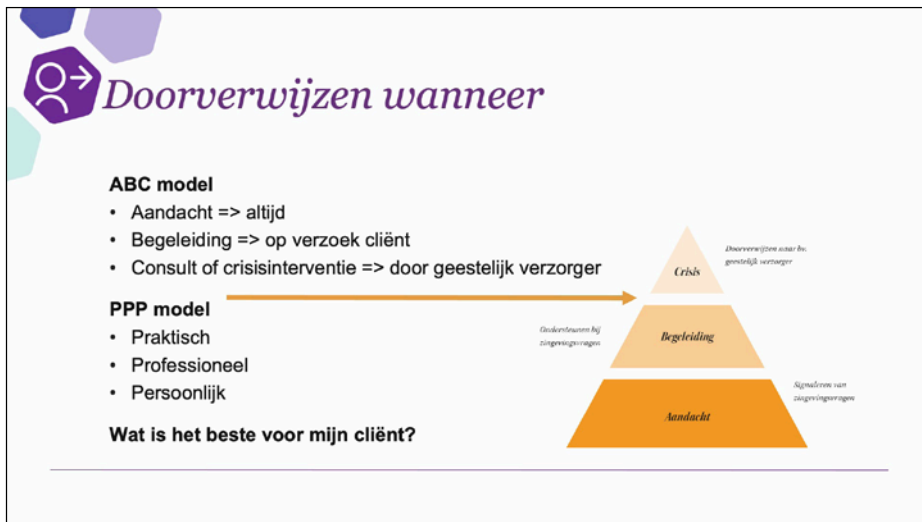 Doorverwijzen wanneer
ABC model
• Aandacht => altijd
• Begeleiding => op verzoek cliënt
• Consult of crisisinterventie => door geestelijk verzorger
PPP model
• Praktisch
• Professioneel
• Persoonlijk
Wat is het beste voor mijn cliënt?
Crisis
Doorverwijzen naar bv.
geestelijk verzorger
Begeleiding
Ondersteunen bij
zingevingsvragen
Aandacht
Signaleren van
zingevingsvragen